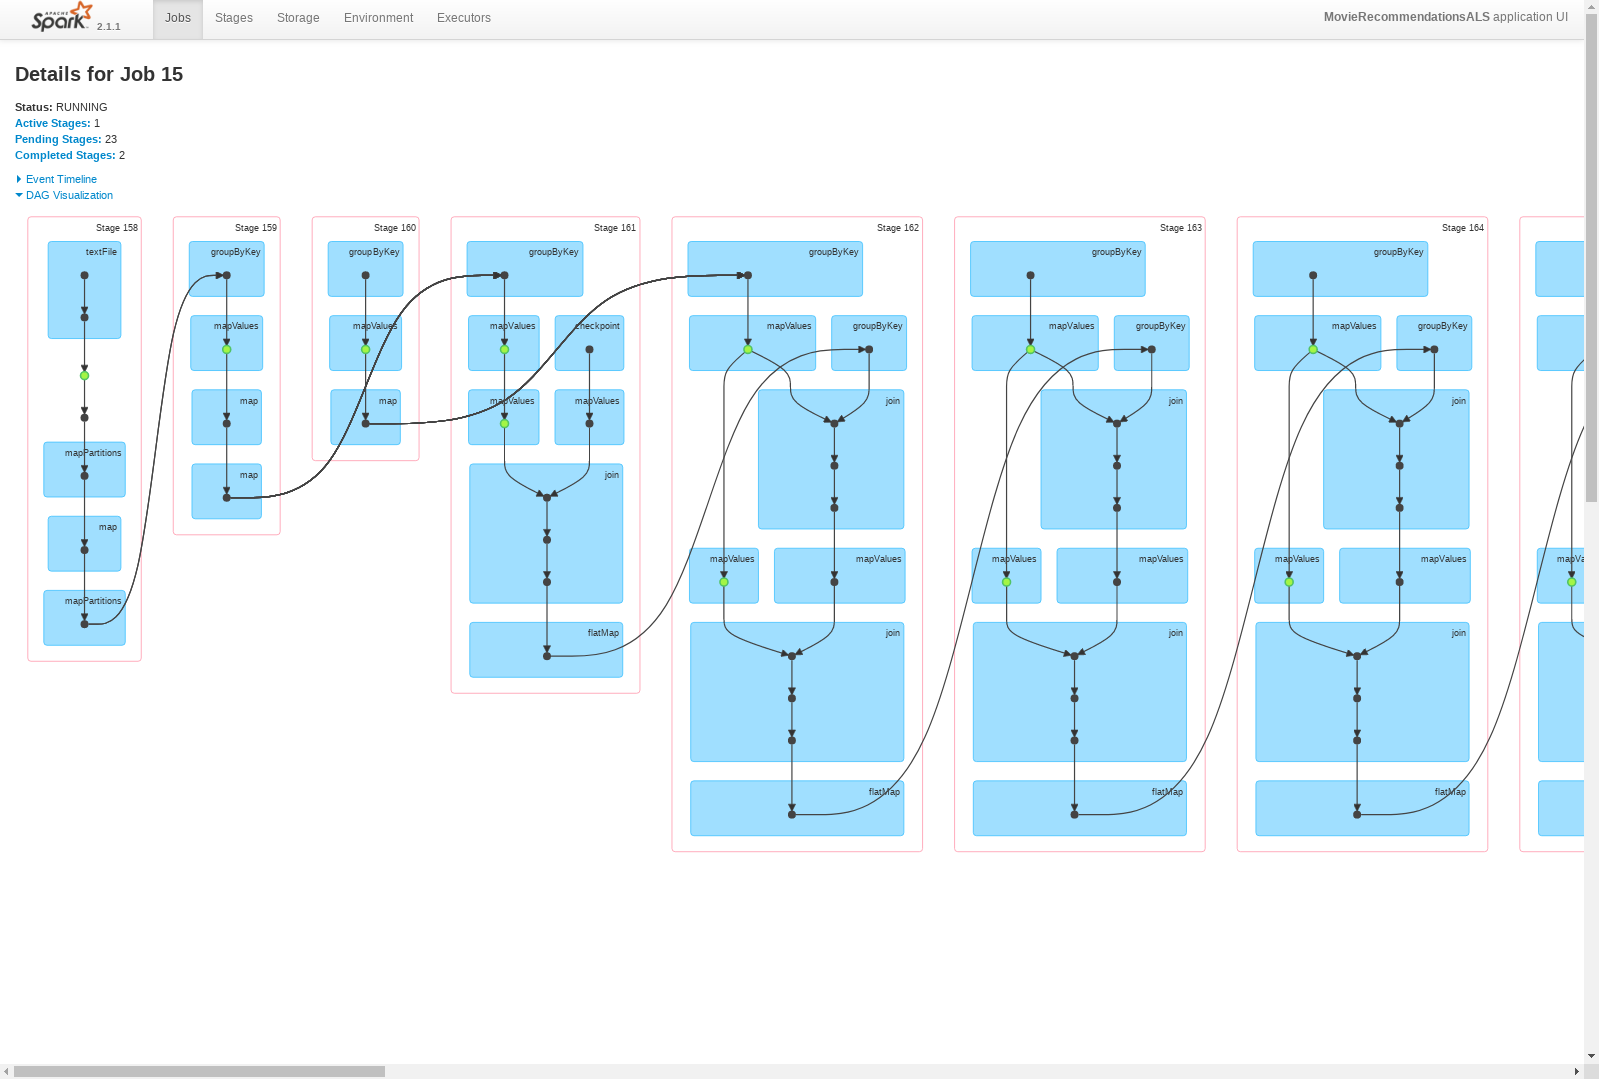 APACHE
Spark 2.1.1
Jobs
Stages
Storage
Environment
Executors
MovieRecommendationsALS application UI
Details for Job 15
Status: RUNNING
Active Stages: 1
Pending Stages: 23
Completed Stages: 2
Event Timeline
DAG Visualization
Stage 158
textFile
mapPartitions
map
mapPartitions
Stage 159
groupByKey
mapValues
map
map
Stage 160
groupByKey
mapValues
map
Stage 161
groupByKey
mapValues
checkpoint
mapValues
mapValues
join
flatMap
Stage 162
groupByKey
mapValues
groupByKey
join
mapValues
mapValues
join
flatMap
Stage 163
groupByKey
mapValues
groupByKey
join
mapValues
mapValues
join
flatMap
Stage 164
groupByKey
mapValues
groupByKey
join
mapValues
mapValues
join
flatMap